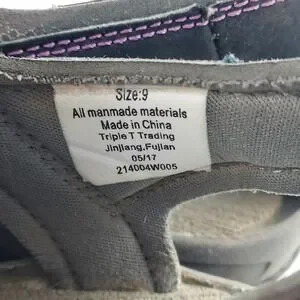 Size:9
All manmade materials
Made in China
Triple T Trading
Jinjiang,Fujian
05/17
214004W005